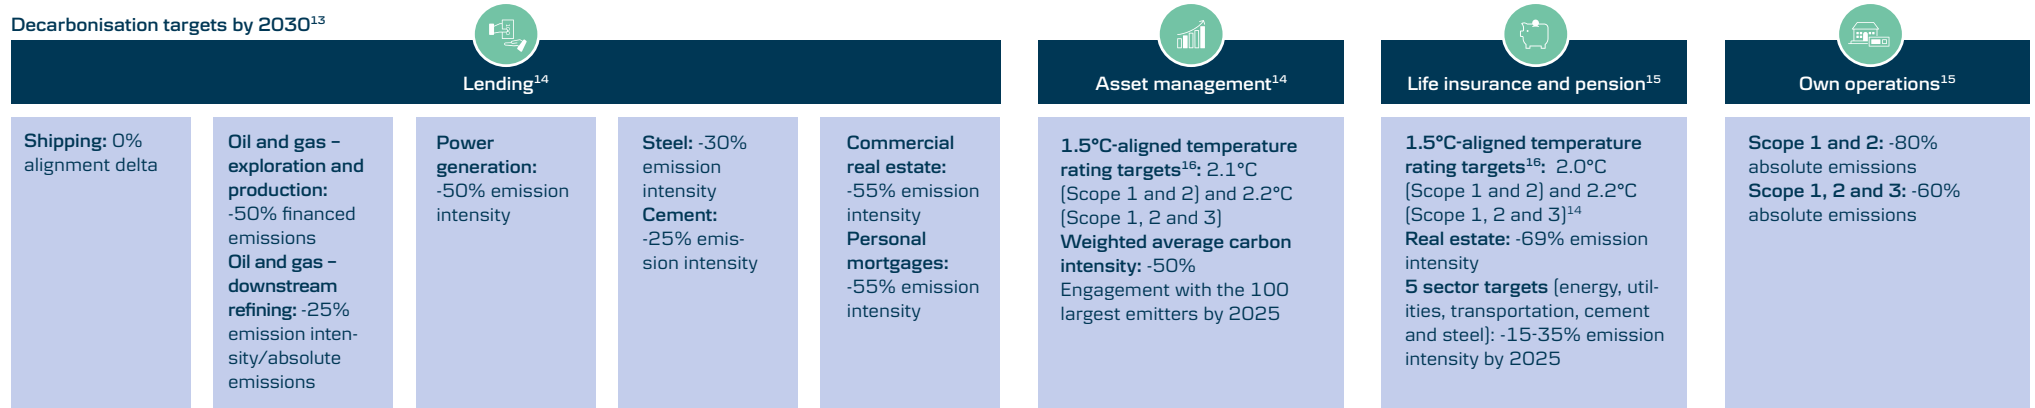 Decarbonisation targets by 2030¹³
Lending¹⁴
Shipping: 0%
alignment delta
Oil and gas –
exploration and
production:
-50% financed
emissions
Oil and gas –
downstream
refining: -25%
emission inten-
sity/absolute
emissions
Power
generation:
-50% emission
intensity
Steel: -30%
emission
intensity
Cement:
-25% emis-
sion intensity
Commercial
real estate:
-55% emission
intensity
Personal
mortgages:
-55% emission
intensity
Asset management¹⁴
1.5°C-aligned temperature
rating targets¹⁶: 2.1°C
(Scope 1 and 2) and 2.2°C
(Scope 1, 2 and 3)
Weighted average carbon
intensity: -50%
Engagement with the 100
largest emitters by 2025
Life insurance and pension¹⁵
1.5°C-aligned temperature
rating targets¹⁶: 2.0°C
(Scope 1 and 2) and 2.2°C
(Scope 1, 2 and 3)¹⁴
Real estate: -69% emission
intensity
5 sector targets (energy, util-
ities, transportation, cement
and steel): -15-35% emission
intensity by 2025
Own operations¹⁵
Scope 1 and 2: -80%
absolute emissions
Scope 1, 2 and 3: -60%
absolute emissions